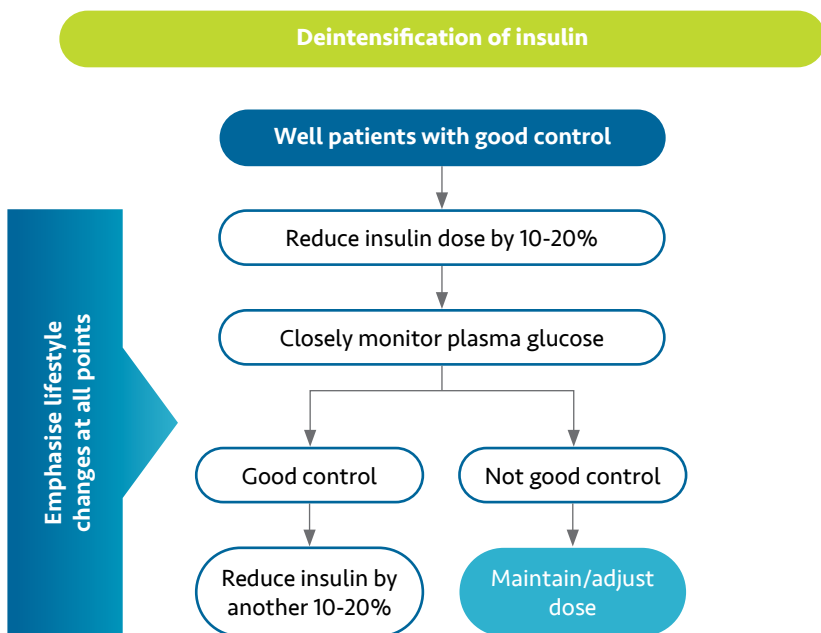 Deintensification of insulin
Well patients with good control
Reduce insulin dose by 10-20%
Closely monitor plasma glucose
Emphasise lifestyle
changes at all points
Good control
Not good control
Reduce insulin by
another 10-20%
Maintain/adjust
dose